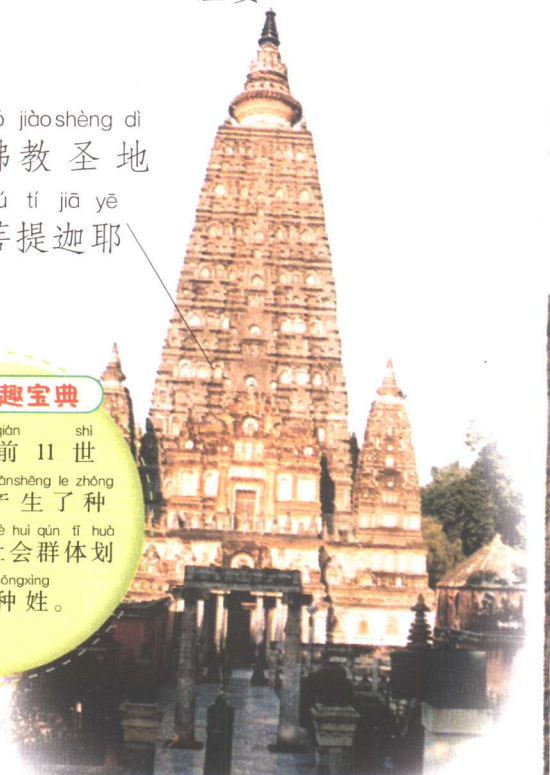 jiào shèng dì
佛教圣地
tí jiā yē
菩提迦耶
趣宝典
qián shì
前 11 世
chǎnshēng le zhǒng
产生了种
huì qún tǐ huà
社会群体划
zhǒngxìng
种姓。